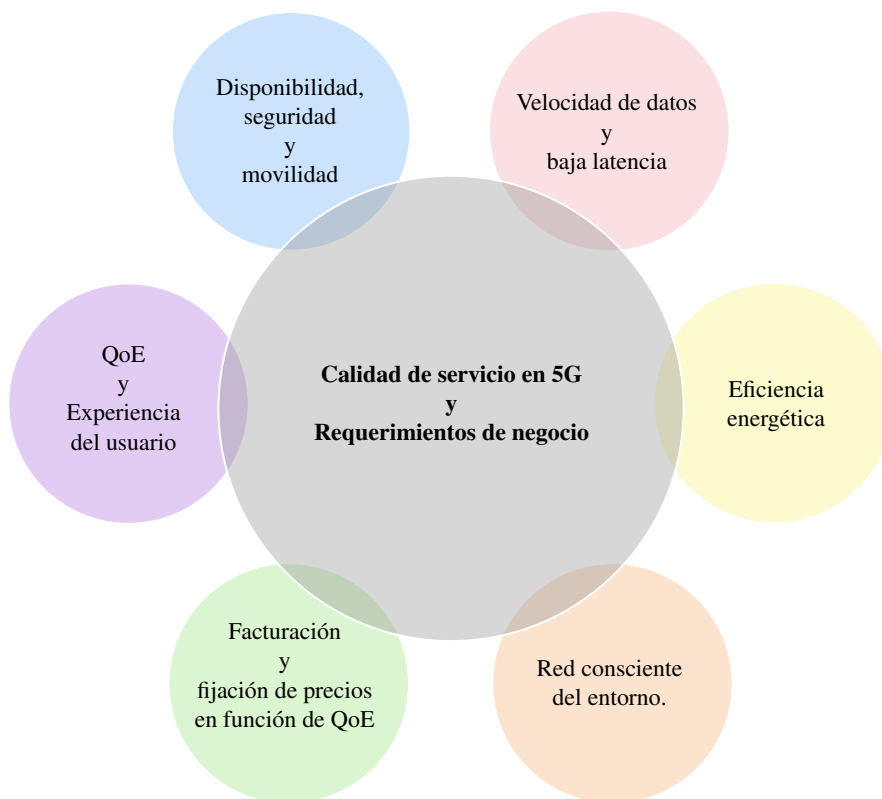 Disponibilidad,
seguridad
y
movilidad
Velocidad de datos
y
baja latencia
QoE
y
Experiencia
del usuario
Calidad de servicio en 5G
y
Requerimientos de negocio
Eficiencia
energética
Facturación
y
fijación de precios
en función de QoE
Red consciente
del entorno.